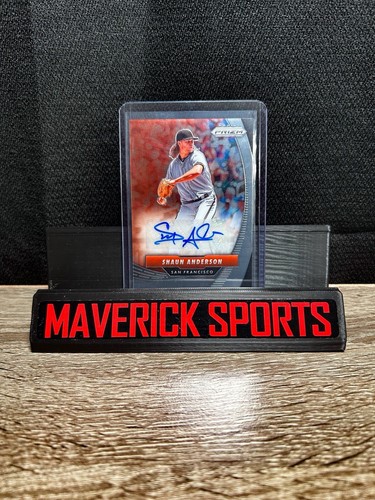 PRIZM
SHAUN ANDERSON
SAN FRANCISCO
MAVERICK SPORTS